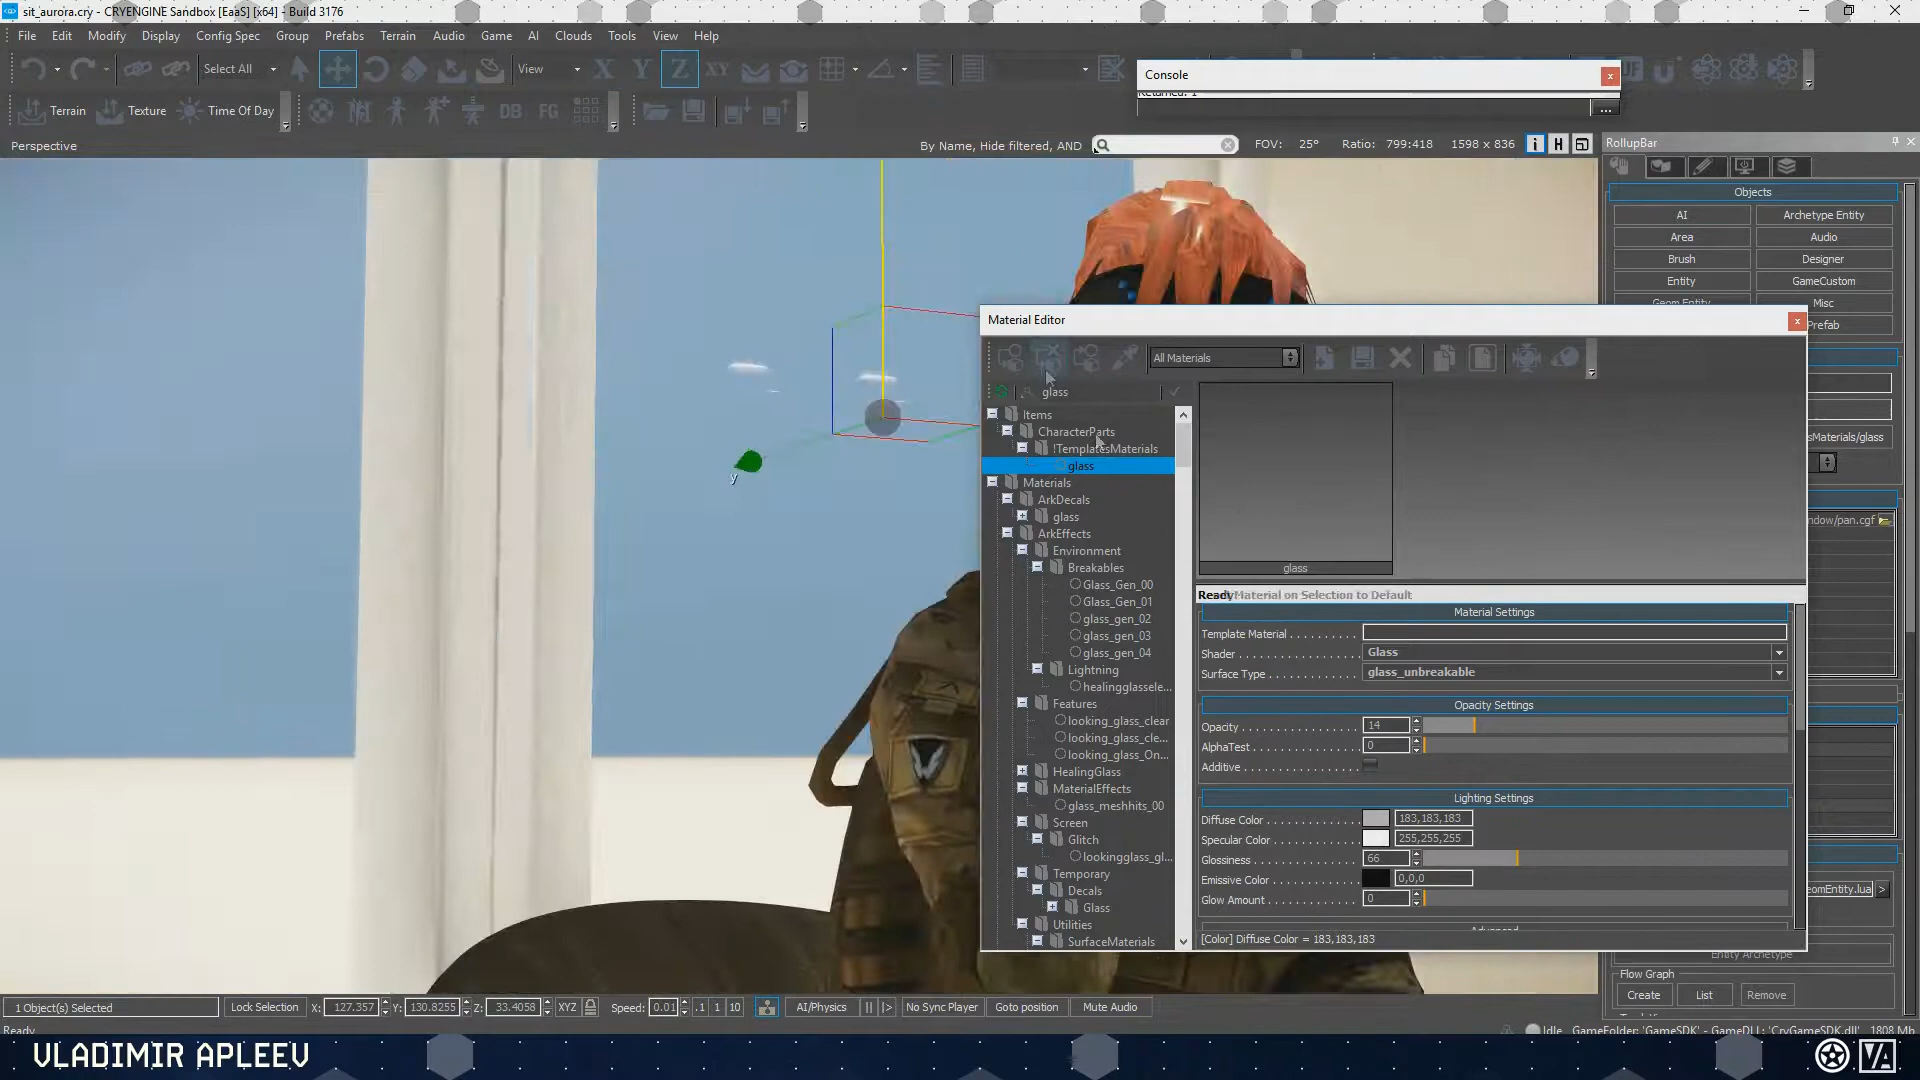 sit_aurora.cry - CRYENGINE Sandbox [EaaS] [x64] - Build 3176
File Edit Modify Display Config Spec Group Prefabs Terrain Audio Game AI Clouds Tools View Help
Select All View X Y Z XY
Console
Terrain Texture Time Of Day DB FG
...
Perspective By Name, Hide filtered, AND FOV: 25° Ratio: 799:418 1598 x 836 i H RollupBar
Objects
AI Archetype Entity
Area Audio
Brush Designer
Entity GameCustom
Geom Entity Misc
Prefab
Material Editor
All Materials
glass
Items
CharacterParts
!TemplatesMaterials
glass
Materials
ArkDecals
glass
ArkEffects
Environment
Breakables
Glass_Gen_00
Glass_Gen_01
glass_gen_02
glass_gen_03
glass_gen_04
Lightning
healingglassele...
Features
looking_glass_clear
looking_glass_cle...
looking_glass_On...
HealingGlass
MaterialEffects
glass_meshhits_00
Screen
Glitch
lookingglass_gl...
Temporary
Decals
Glass
Utilities
SurfaceMaterials
glass
Ready
Material on Selection to Default
Material Settings
Template Material
Shader Glass
Surface Type glass_unbreakable
Opacity Settings
Opacity 14
AlphaTest 0
Additive
Lighting Settings
Diffuse Color 183,183,183
Specular Color 255,255,255
Glossiness 66
Emissive Color 0,0,0
Glow Amount 0
[Color] Diffuse Color = 183,183,183
sMaterials/glass
ndow/pan.cgf
eomEntity.lua >
Entity Archetype
Flow Graph
Create List Remove
y
1 Object(s) Selected Lock Selection X: 127.357 Y: 130.8255 Z: 33.4058 XYZ Speed: 0.01 .1 1 10 AI/Physics No Sync Player Goto position Mute Audio
Ready Idle GameFolder: 'GameSDK' - GameDLL: 'CryGameSDK.dll' 1808 Mb
VLADIMIR APLEEV
VA